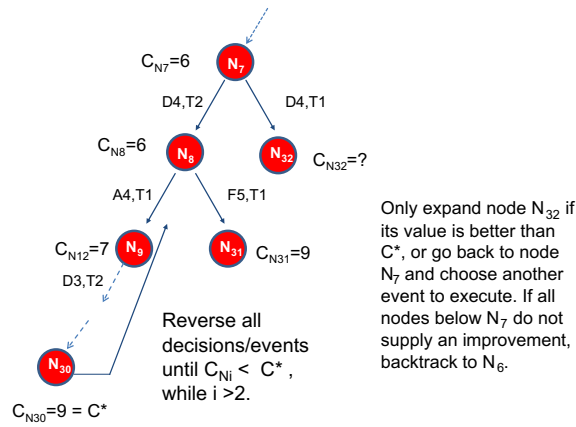 C_N7=6
N_7
D4,T2
D4,T1
C_N8=6
N_8
N_32
C_N32=?
A4,T1
F5,T1
C_N12=7
N_9
N_31
C_N31=9
D3,T2
Only expand node N_32 if
its value is better than
C*, or go back to node
N_7 and choose another
event to execute. If all
nodes below N_7 do not
supply an improvement,
backtrack to N_6.
Reverse all
decisions/events
until C_Ni < C* ,
while i >2.
N_30
C_N30=9 = C*